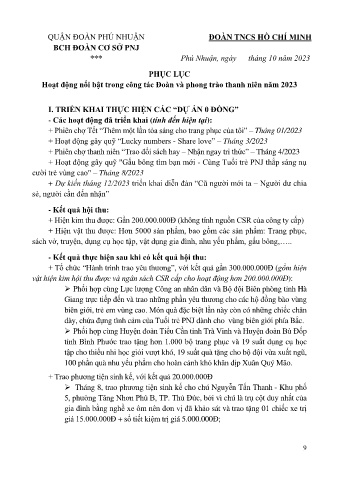 QUẬN ĐOÀN PHÚ NHUẬN
ĐOÀN TNCS HỒ CHÍ MINH
BCH ĐOÀN CƠ SỞ PNJ
***
Phú Nhuận, ngày tháng 10 năm 2023
PHỤ LỤC
Hoạt động nổi bật trong công tác Đoàn và phong trào thanh niên năm 2023
I. TRIỂN KHAI THỰC HIỆN CÁC “DỰ ÁN 0 ĐỒNG”
- Các hoạt động đã triển khai (tính đến hiện tại):
+ Phiên chợ Tết “Thêm một lần tỏa sáng cho trang phục của tôi” – Tháng 01/2023
+ Hoạt động gây quỹ “Lucky numbers - Share love” – Tháng 3/2023
+ Phiên chợ thanh niên “Trao đổi sách hay – Nhận ngay tri thức” – Tháng 4/2023
+ Hoạt động gây quỹ "Gấu bông tìm bạn mới - Cùng Tuổi trẻ PNJ thắp sáng nụ
cười trẻ vùng cao" – Tháng 8/2023
+ Dự kiến tháng 12/2023 triển khai diễn đàn "Cũ người mới ta – Người dư chia
sẻ, người cần đến nhận"
- Kết quả hội thu:
+ Hiện kim thu được: Gần 200.000.000Đ (không tính nguồn CSR của công ty cấp)
+ Hiện vật thu được: Hơn 5000 sản phẩm, bao gồm các sản phẩm: Trang phục,
sách vở, truyện, dụng cụ học tập, vật dụng gia đình, nhu yếu phẩm, gấu bông,…..
- Kết quả thực hiện sau khi có kết quả hội thu:
+ Tổ chức “Hành trình trao yêu thương”, với kết quả gần 300.000.000Đ (gồm hiện
vật hiện kim hội thu được và ngân sách CSR cấp cho hoạt động hơn 200.000.000Đ):
➢ Phối hợp cùng Lực lượng Công an nhân dân và Bộ đội Biên phòng tỉnh Hà
Giang trực tiếp đến và trao những phần yêu thương cho các hộ đồng bào vùng
biên giới, trẻ em vùng cao. Món quà đặc biệt lần này còn có những chiếc chăn
dày, chứa đựng tình cảm của Tuổi trẻ PNJ dành cho vùng biên giới phía Bắc.
➢ Phối hợp cùng Huyện đoàn Tiểu Cần tỉnh Trà Vinh và Huyện đoàn Bù Đốp
tỉnh Bình Phước trao tặng hơn 1.000 bộ trang phục và 19 suất dụng cụ học
tập cho thiếu nhi học giỏi vượt khó, 19 suất quà tặng cho bộ đội vừa xuất ngũ,
100 phần quà nhu yếu phẩm cho hoàn cảnh khó khăn dịp Xuân Quý Mão.
+ Trao phương tiện sinh kế, với kết quả 20.000.000Đ
➢ Tháng 8, trao phương tiện sinh kế cho chú Nguyễn Tấn Thanh - Khu phố
5, phường Tăng Nhơn Phú B, TP. Thủ Đức, bởi vì chú là trụ cột duy nhất của
gia đình bằng nghề xe ôm nên đơn vị đã khảo sát và trao tặng 01 chiếc xe trị
giá 15.000.000Đ + số tiết kiệm trị giá 5.000.000Đ;
9